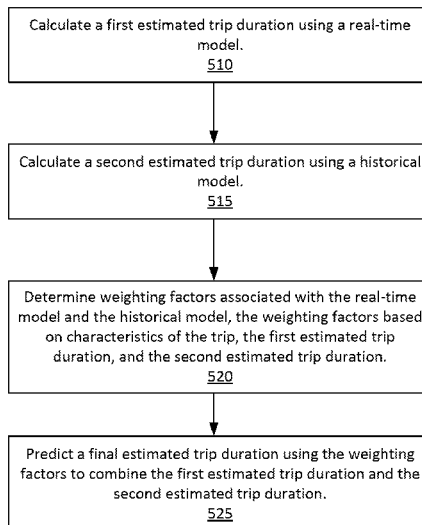 Calculate a first estimated trip duration using a real-time
model.
510
Calculate a second estimated trip duration using a historical
model.
515
Determine weighting factors associated with the real-time
model and the historical model, the weighting factors based
on characteristics of the trip, the first estimated trip
duration, and the second estimated trip duration.
520
Predict a final estimated trip duration using the weighting
factors to combine the first estimated trip duration and the
second estimated trip duration.
525